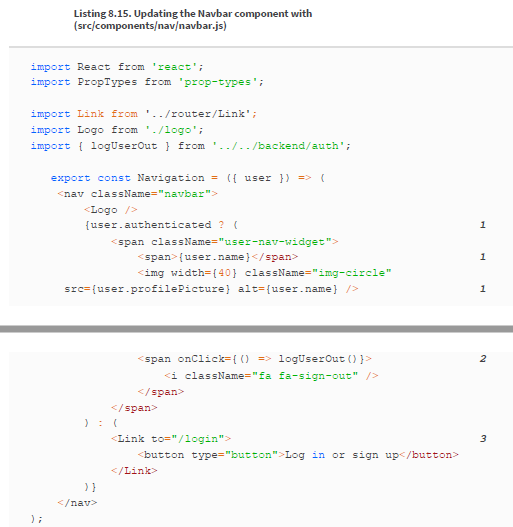 Listing 8.15. Updating the Navbar component with
(src/components/nav/navbar.js)
import React from 'react';
import PropTypes from 'prop-types';
import Link from '../router/Link';
import Logo from './logo';
import { logUserOut } from '../../backend/auth';
export const Navigation = ({ user }) => (
<nav className="navbar">
<Logo />
{user.authenticated ? ( 1
<span className="user-nav-widget">
<span>{user.name}</span> 1
<img width={40} className="img-circle"
src={user.profilePicture} alt={user.name} /> 1
<span onClick={() => logUserOut()}> 2
<i className="fa fa-sign-out" />
</span>
</span>
) : (
<Link to="/login"> 3
<button type="button">Log in or sign up</button>
</Link>
)}
</nav>
);